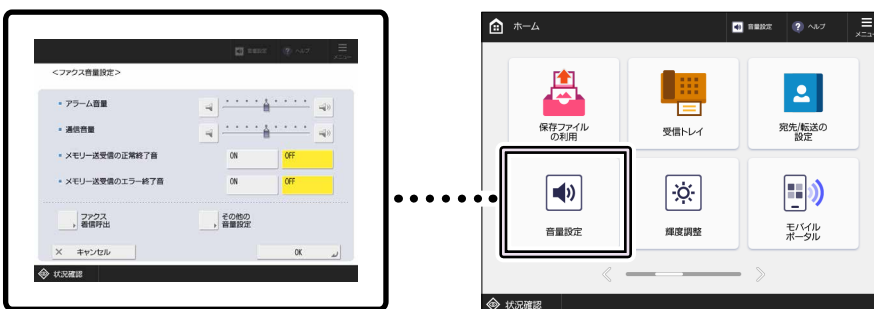 音量設定 ヘルプ メニュー
<ファクス音量設定>
アラーム音量
通信音量
メモリー送受信の正常終了音 ON OFF
メモリー送受信のエラー終了音 ON OFF
ファクス
着信呼出
その他の
音量設定
× キャンセル OK
状況確認
ホーム 音量設定 ? ヘルプ メニュー
保存ファイル
の利用
受信トレイ
宛先/転送の
設定
音量設定
輝度調整
モバイル
ポータル
状況確認